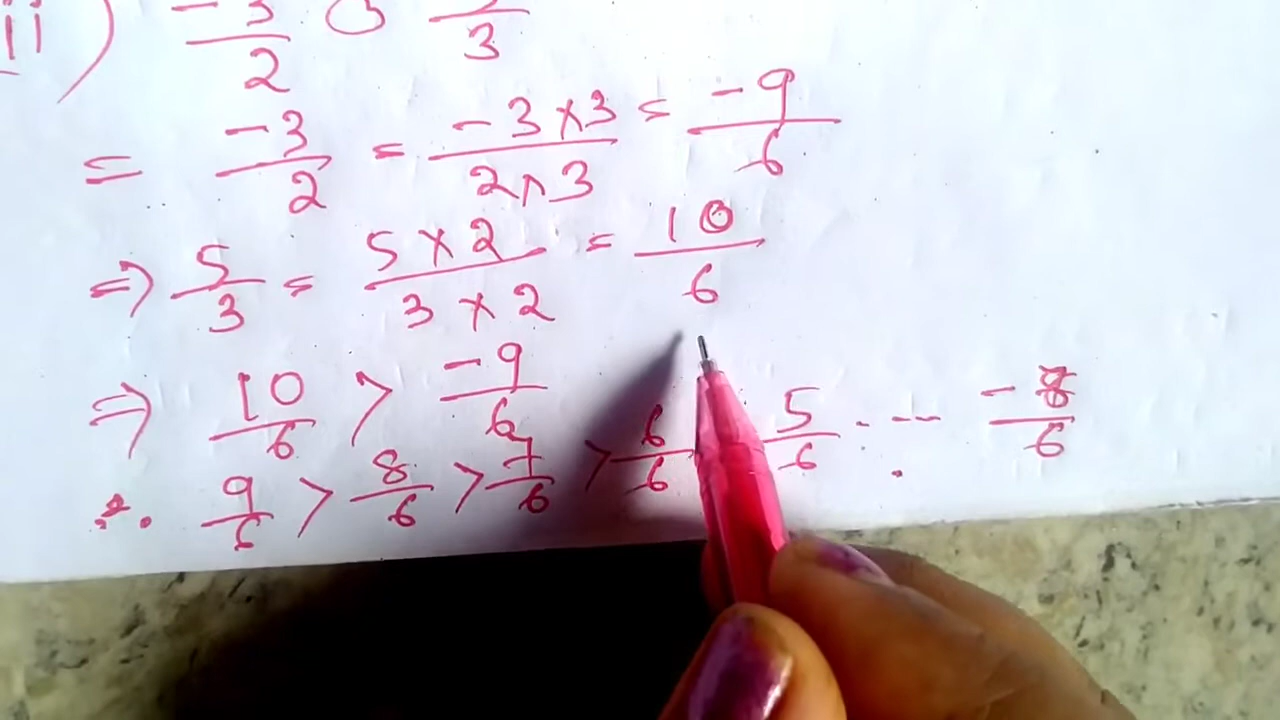 ii) -3/2 5/3
= -3/2 = -3×3/2×3 = -9/6
⇒ 5/3 = 5×2/3×2 = 10/6
⇒ 10/6 > -9/6
∴ 9/6 > 8/6 > 7/6 > 6/6 5/6 . -- -8/6